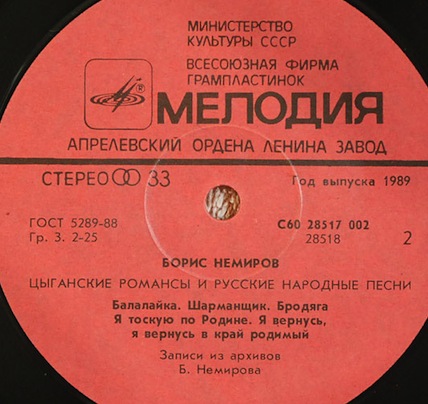 МИНИСТЕРСТВО
КУЛЬТУРЫ СССР
ВСЕСОЮЗНАЯ ФИРМА
ГРАМПЛАСТИНОК
МЕЛОДИЯ
АПРЕЛЕВСКИЙ ОРДЕНА ЛЕНИНА ЗАВОД
СТЕРЕО 33
Год выпуска 1989
ГОСТ 5289-88
Гр. 3. 2-25
С60 28517 002
28518
2
БОРИС НЕМИРОВ
ЦЫГАНСКИЕ РОМАНСЫ И РУССКИЕ НАРОДНЫЕ ПЕСНИ
Балалайка. Шарманщик. Бродяга
Я тоскую по Родине. Я вернусь,
я вернусь в край родимый
Записи из архивов
Б. Немирова